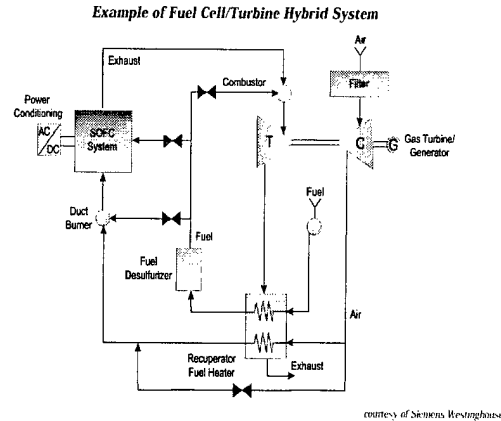 Example of Fuel Cell/Turbine Hybrid System
Air
Exhaust
Combustor
Filter
Power
Conditioning
AC
DC
SOFC
System
T
C
G
Gas Turbine/
Generator
Fuel
Duct
Burner
Fuel
Fuel
Desulfurizer
Air
Recuperator
Fuel Heater
Exhaust
courtesy of Siemens Westinghouse